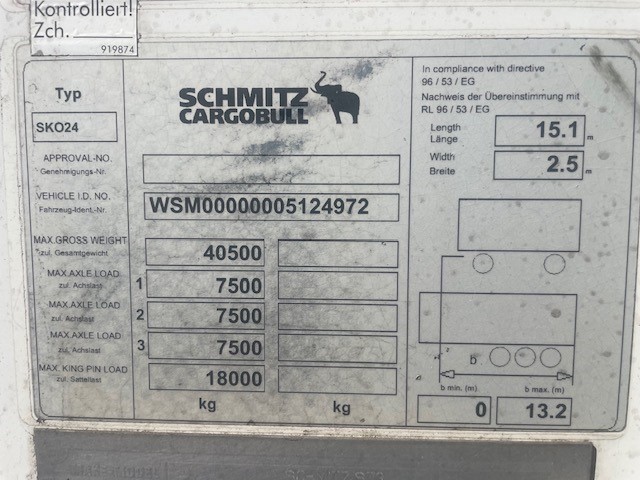 Kontrolliert!
Zch.
919874
Typ
SKO24
SCHMITZ
CARGOBULL
In compliance with directive
96 / 53 / EG
Nachweis der Übereinstimmung mit
RL 96 / 53 / EG
Length
Länge
15.1 m
Width
Breite
2.5 m
APPROVAL-NO.
Genehmigungs-Nr.
VEHICLE I.D. NO.
Fahrzeug-Ident.-Nr.
WSM00000005124972
MAX.GROSS WEIGHT
zul. Gesamtgewicht
40500
MAX.AXLE.LOAD
zul. Achslast
1 7500
MAX.AXLE LOAD
zul. Achslast
2 7500
MAX.AXLE LOAD
zul. Achslast
3 7500
MAX. KING PIN LOAD
zul. Sattellast
18000
kg kg
b
b min. (m) b max. (m)
0 13.2